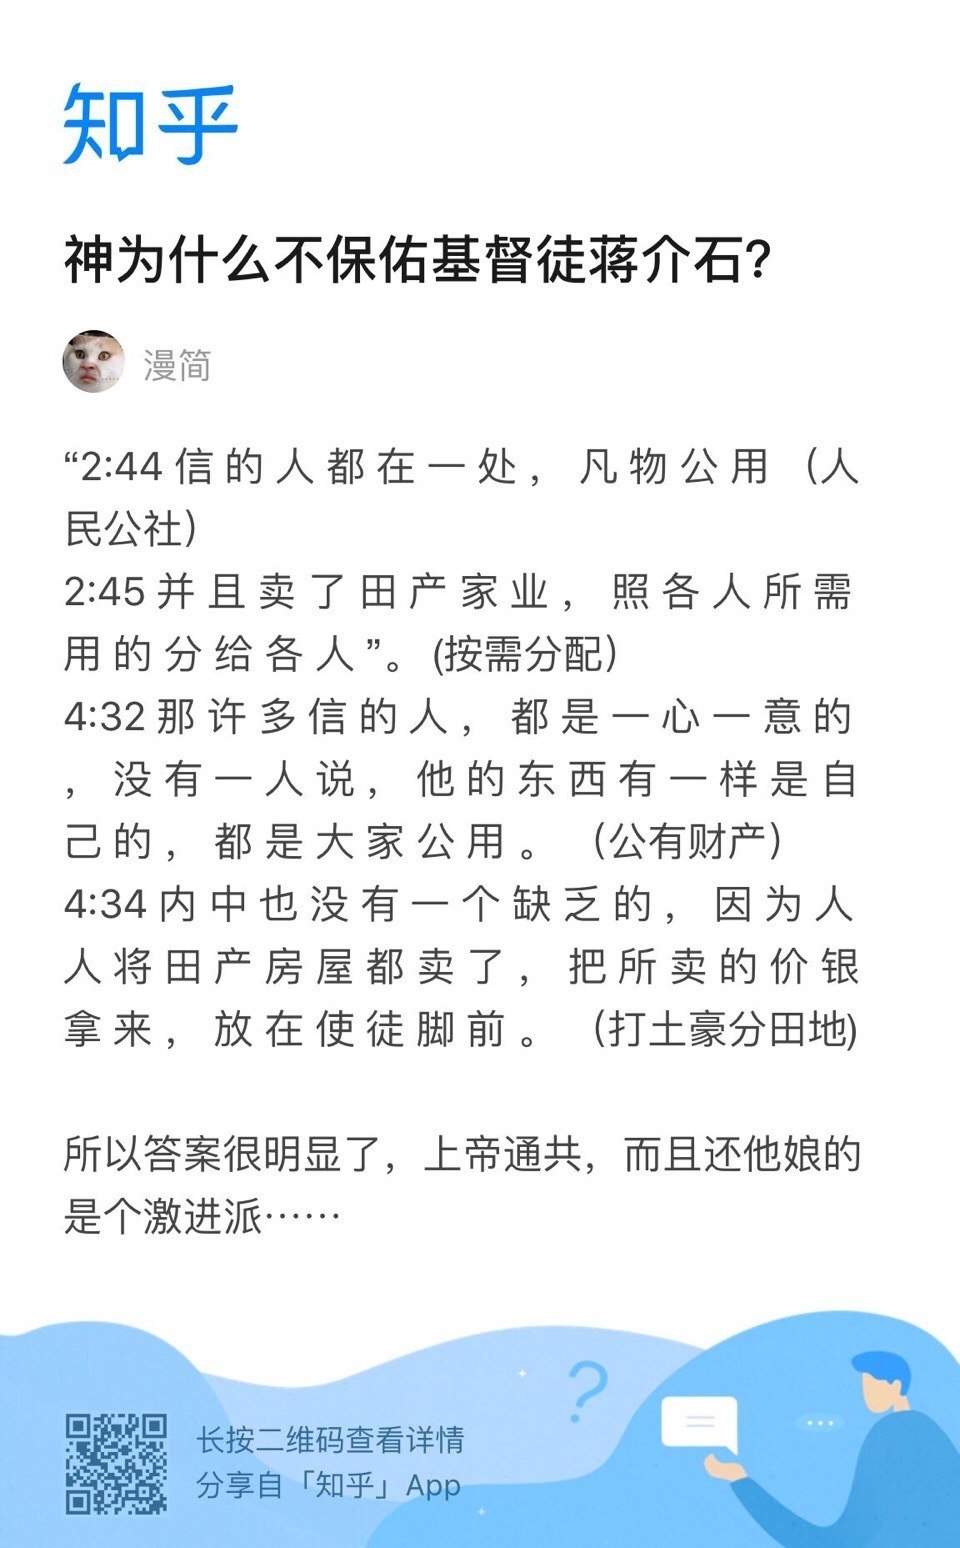 知乎
神为什么不保佑基督徒蒋介石?
漫简
“2:44 信 的 人 都 在 一 处 ， 凡 物 公 用 （人
民公社）
2:45 并 且 卖 了 田 产 家 业 ， 照 各 人 所 需
用 的 分 给 各 人 ”。 (按需分配）
4:32 那 许 多 信 的 人 ， 都 是 一 心 一 意 的
， 没 有 一 人 说 ， 他 的 东 西 有 一 样 是 自
己 的 ， 都 是 大 家 公 用 。 （公有财产）
4:34 内 中 也 没 有 一 个 缺 乏 的 ， 因 为 人
人 将 田 产 房 屋 都 卖 了 ， 把 所 卖 的 价 银
拿 来 ， 放 在 使 徒 脚 前 。 （打土豪分田地)
所以答案很明显了，上帝通共，而且还他娘的
是个激进派······
?
长按二维码查看详情
分享自「知乎」App